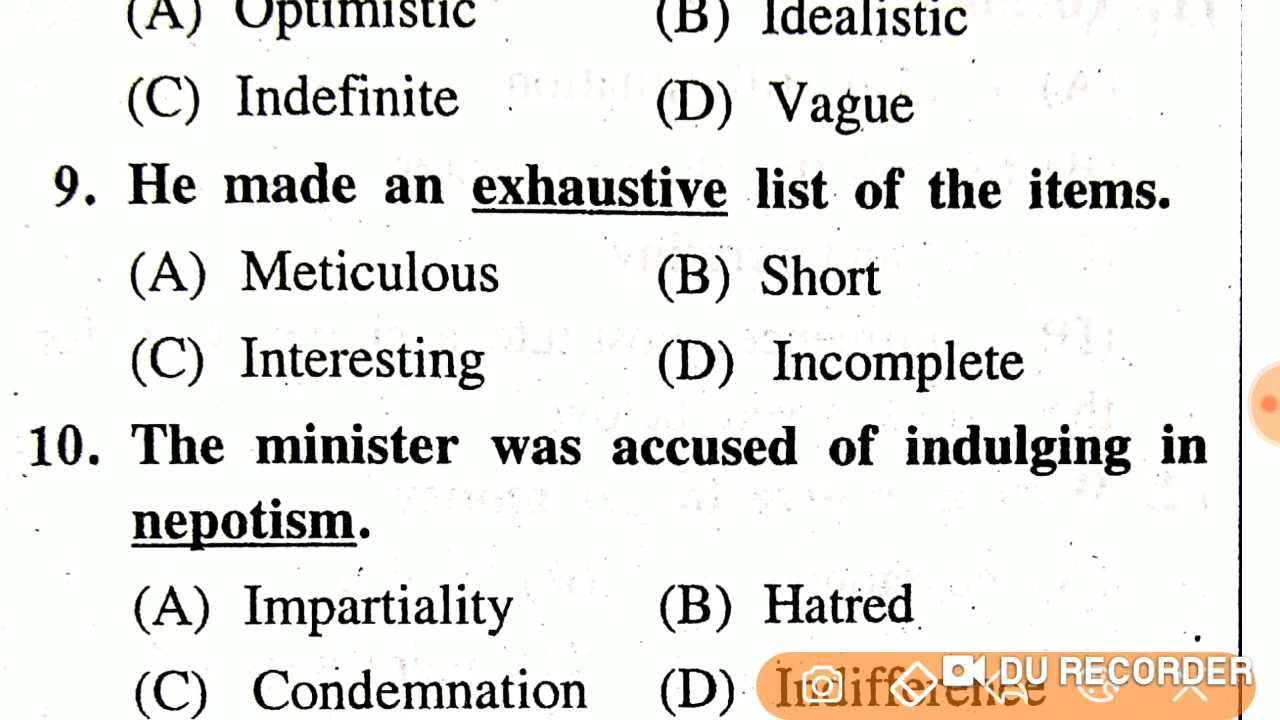 (A) Optimistic (B) Idealistic
(C) Indefinite (D) Vague
9. He made an exhaustive list of the items.
(A) Meticulous (B) Short
(C) Interesting (D) Incomplete
10. The minister was accused of indulging in
nepotism.
(A) Impartiality (B) Hatred
(C) Condemnation (D) Indifference
DU RECORDER